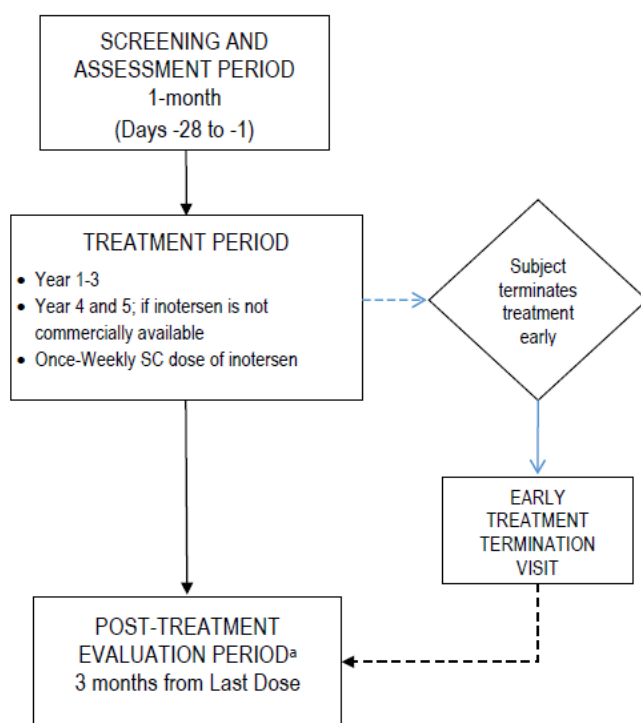 SCREENING AND
ASSESSMENT PERIOD
1-month
(Days -28 to -1)
TREATMENT PERIOD
• Year 1-3
• Year 4 and 5; if inotersen is not
commercially available
• Once-Weekly SC dose of inotersen
Subject
terminates
treatment
early
EARLY
TREATMENT
TERMINATION
VISIT
POST-TREATMENT
EVALUATION PERIODᵃ
3 months from Last Dose